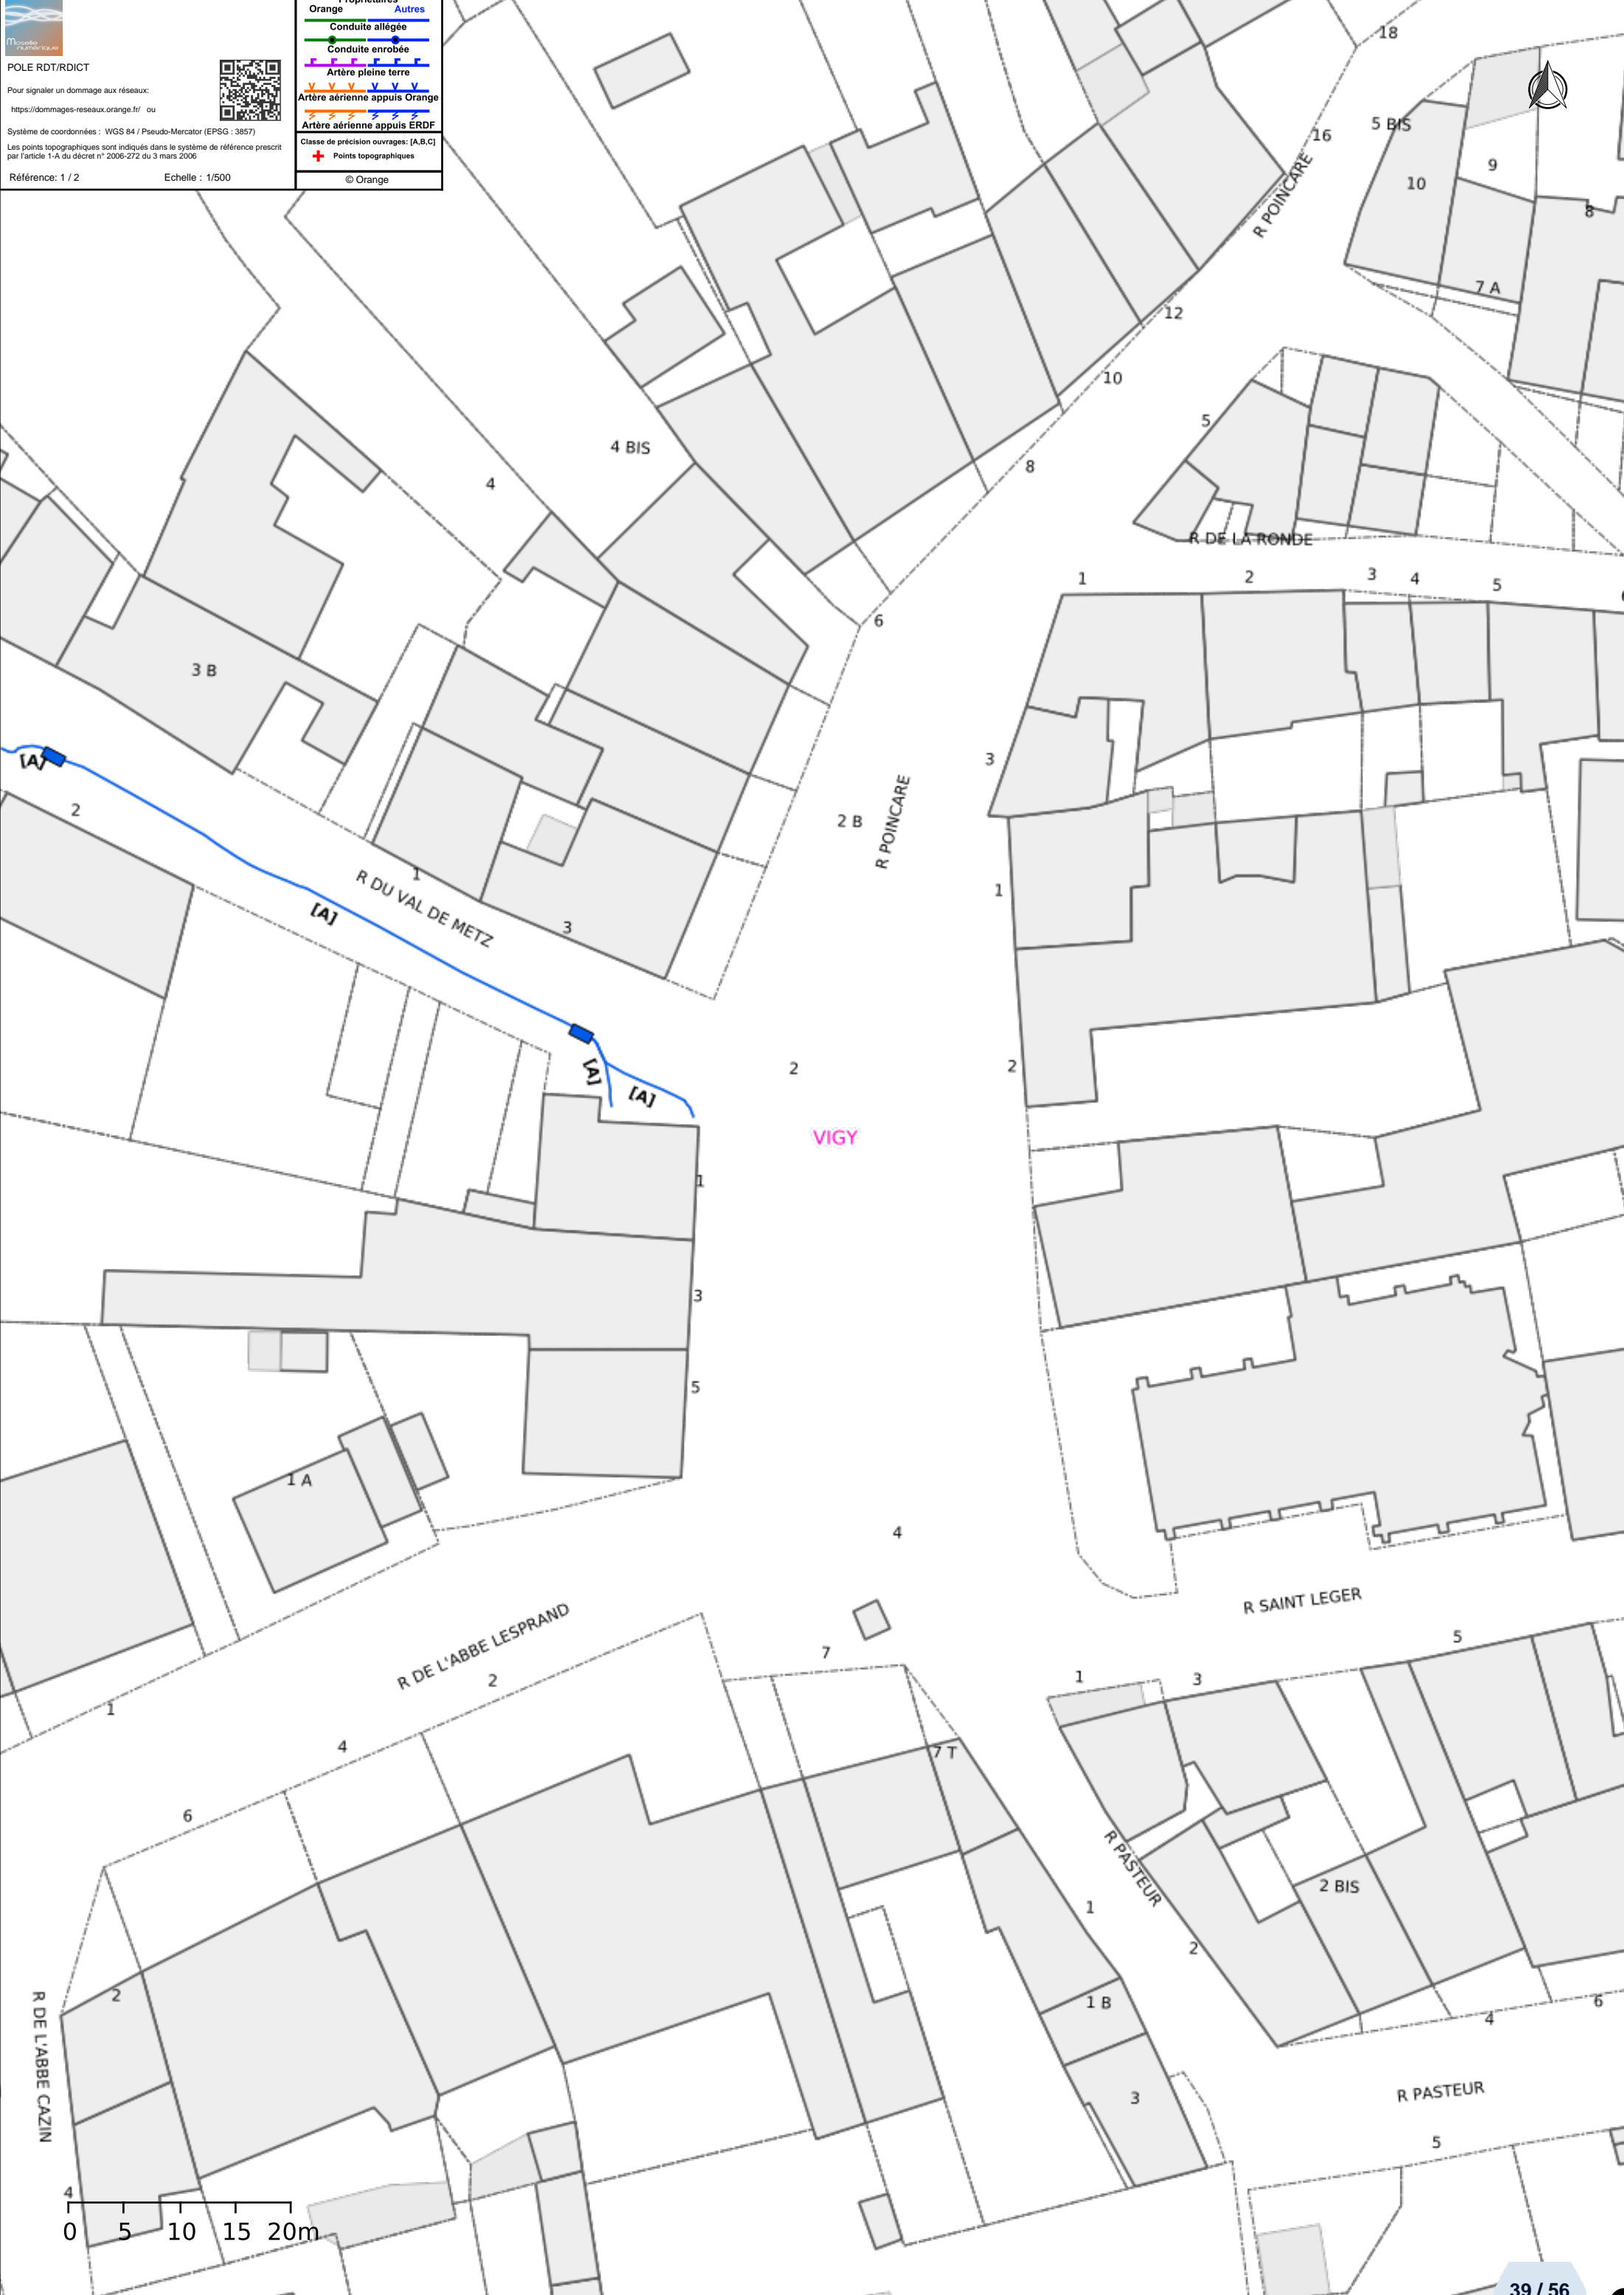 Moselle
numérique
POLE RDT/RDICT
Pour signaler un dommage aux réseaux:
https://dommages-reseaux.orange.fr/ ou
Système de coordonnées : WGS 84 / Pseudo-Mercator (EPSG : 3857)
Les points topographiques sont indiqués dans le système de référence prescrit
par l'article 1-A du décret n° 2006-272 du 3 mars 2006
Référence: 1 / 2 Echelle : 1/500
Propriétaires
Orange Autres
Conduite allégée
Conduite enrobée
Artère pleine terre
Artère aérienne appuis Orange
Artère aérienne appuis ERDF
Classe de précision ouvrages: [A,B,C]
Points topographiques
© Orange
18
16
5 BIS
10
9
8
R POINCARE
7 A
12
10
5
4 BIS
8
4
R DE LA RONDE
1
2
3
4
5
6
3 B
3
[A]
2
2 B
R POINCARE
1
1
R DU VAL DE METZ
[A]
3
2
2
[A]
[A]
VIGY
1
3
5
1 A
4
R SAINT LEGER
R DE L'ABBE LESPRAND
5
7
2
1
3
1
4
7 T
6
R PASTEUR
2 BIS
1
2
2
1 B
6
4
R DE L'ABBE CAZIN
R PASTEUR
3
5
4
0 5 10 15 20m
39 / 56